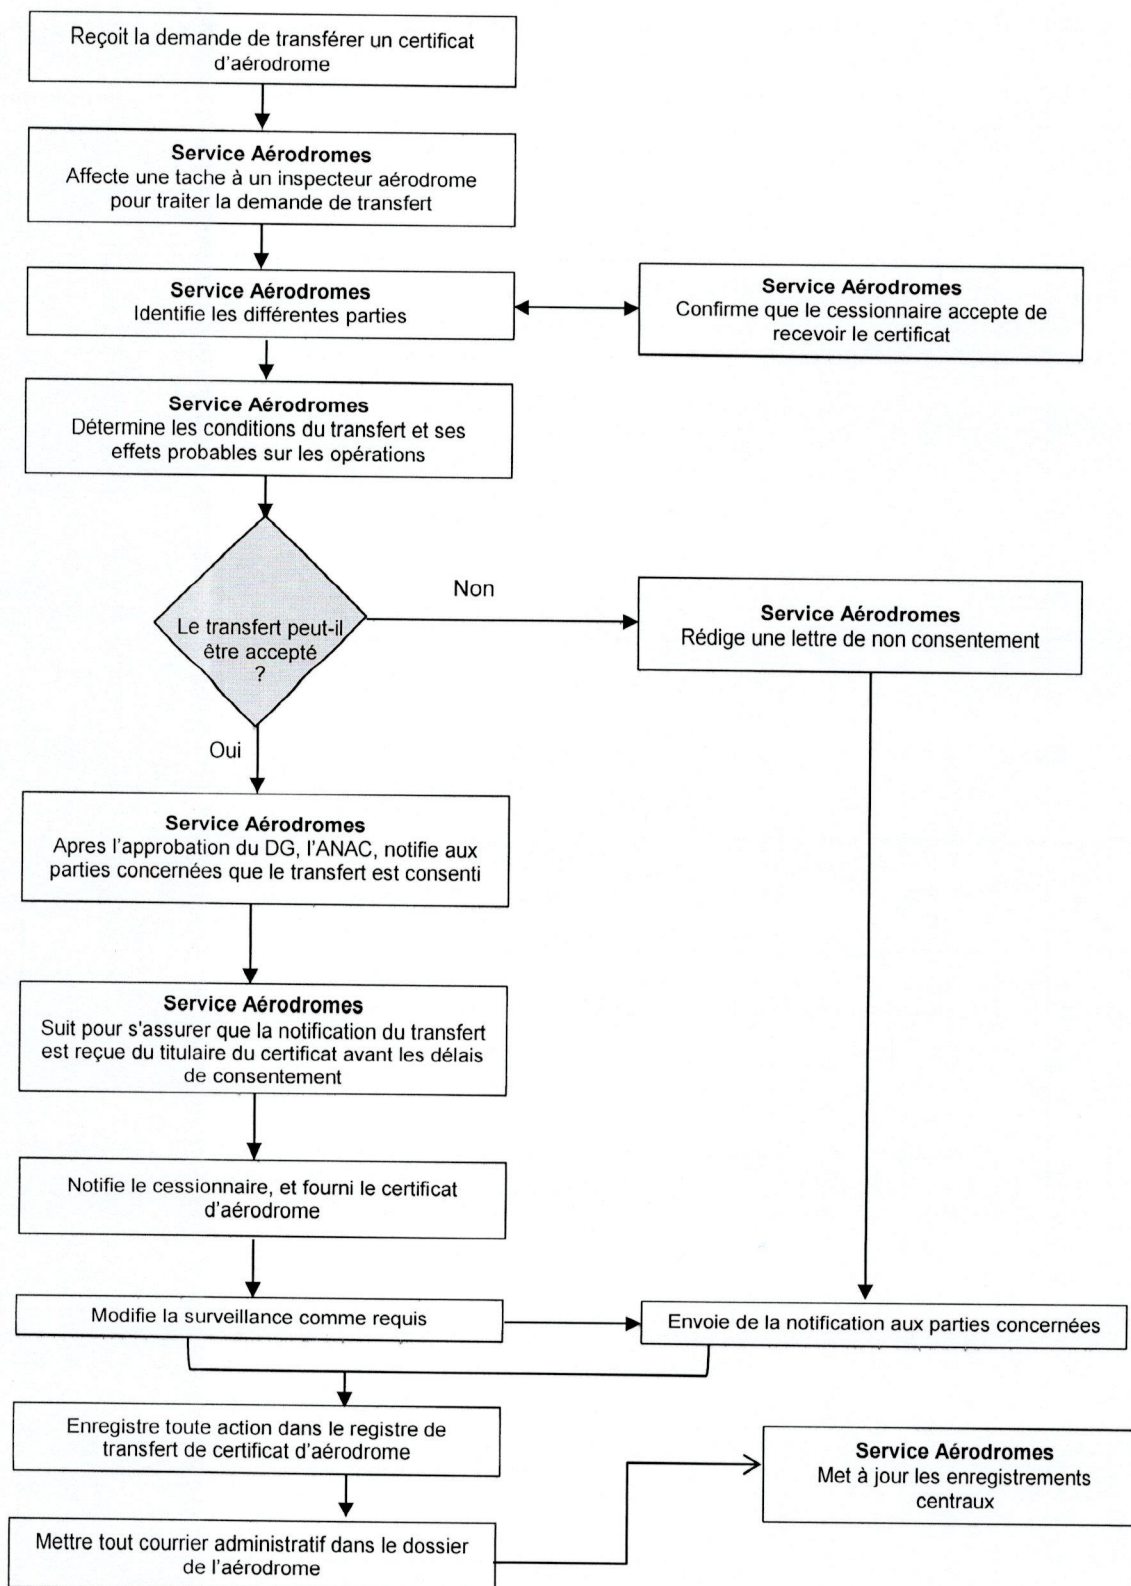 Reçoit la demande de transférer un certificat
d'aérodrome
Service Aérodromes
Affecte une tache à un inspecteur aérodrome
pour traiter la demande de transfert
Service Aérodromes
Identifie les différentes parties
Service Aérodromes
Confirme que le cessionnaire accepte de
recevoir le certificat
Service Aérodromes
Détermine les conditions du transfert et ses
effets probables sur les opérations
Le transfert peut-il
être accepté
?
Non
Service Aérodromes
Rédige une lettre de non consentement
Oui
Service Aérodromes
Apres l'approbation du DG, l'ANAC, notifie aux
parties concernées que le transfert est consenti
Service Aérodromes
Suit pour s'assurer que la notification du transfert
est reçue du titulaire du certificat avant les délais
de consentement
Notifie le cessionnaire, et fourni le certificat
d'aérodrome
Modifie la surveillance comme requis
Envoie de la notification aux parties concernées
Enregistre toute action dans le registre de
transfert de certificat d'aérodrome
Service Aérodromes
Met à jour les enregistrements
centraux
Mettre tout courrier administratif dans le dossier
de l'aérodrome